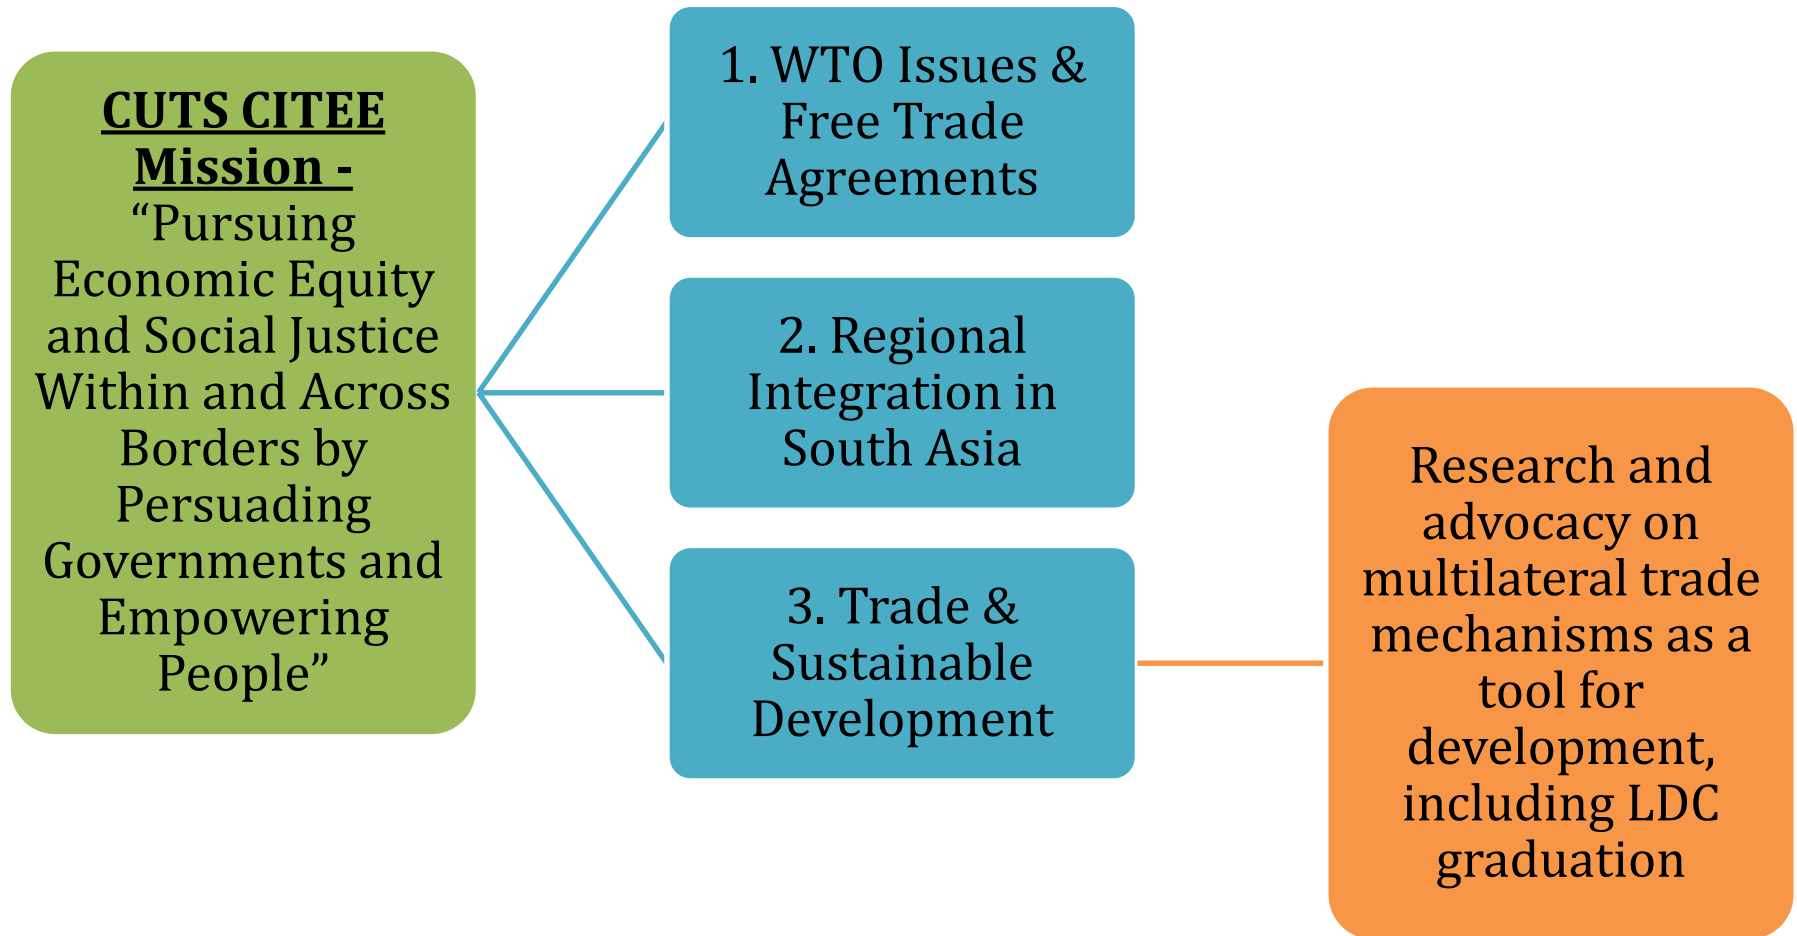 CUTS CITEE
Mission -
“Pursuing
Economic Equity
and Social Justice
Within and Across
Borders by
Persuading
Governments and
Empowering
People”
1. WTO Issues &
Free Trade
Agreements
2. Regional
Integration in
South Asia
3. Trade &
Sustainable
Development
Research and
advocacy on
multilateral trade
mechanisms as a
tool for
development,
including LDC
graduation